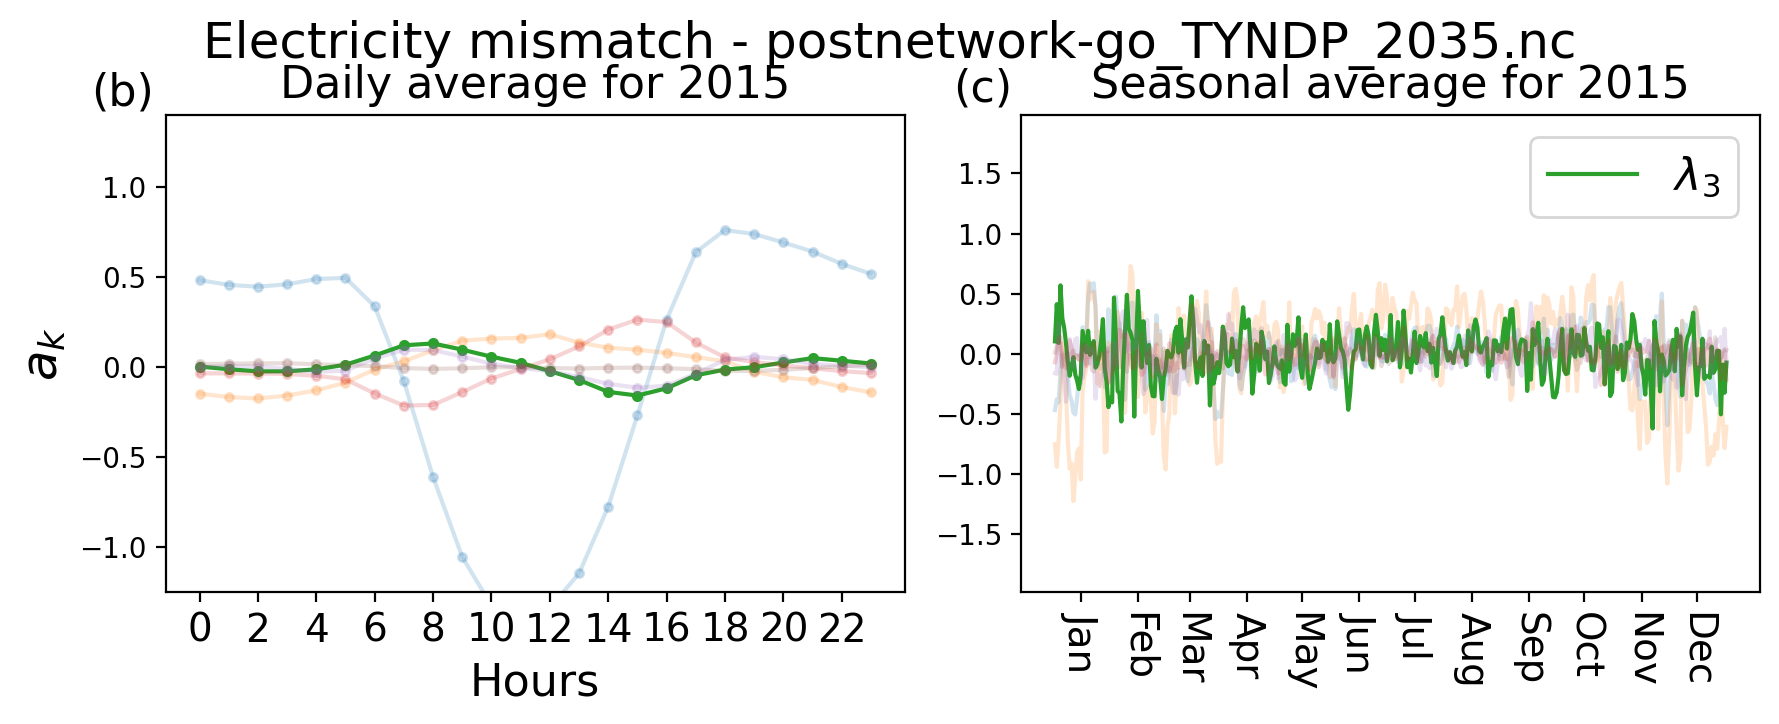 Electricity mismatch - postnetwork-go_TYNDP_2035.nc
(b) Daily average for 2015
1.0
0.5
0.0
−0.5
−1.0
a_k
0 2 4 6 8 10 12 14 16 18 20 22
Hours
(c) Seasonal average for 2015
λ₃
1.5
1.0
0.5
0.0
−0.5
−1.0
−1.5
Jan Feb Mar Apr May Jun Jul Aug Sep Oct Nov Dec